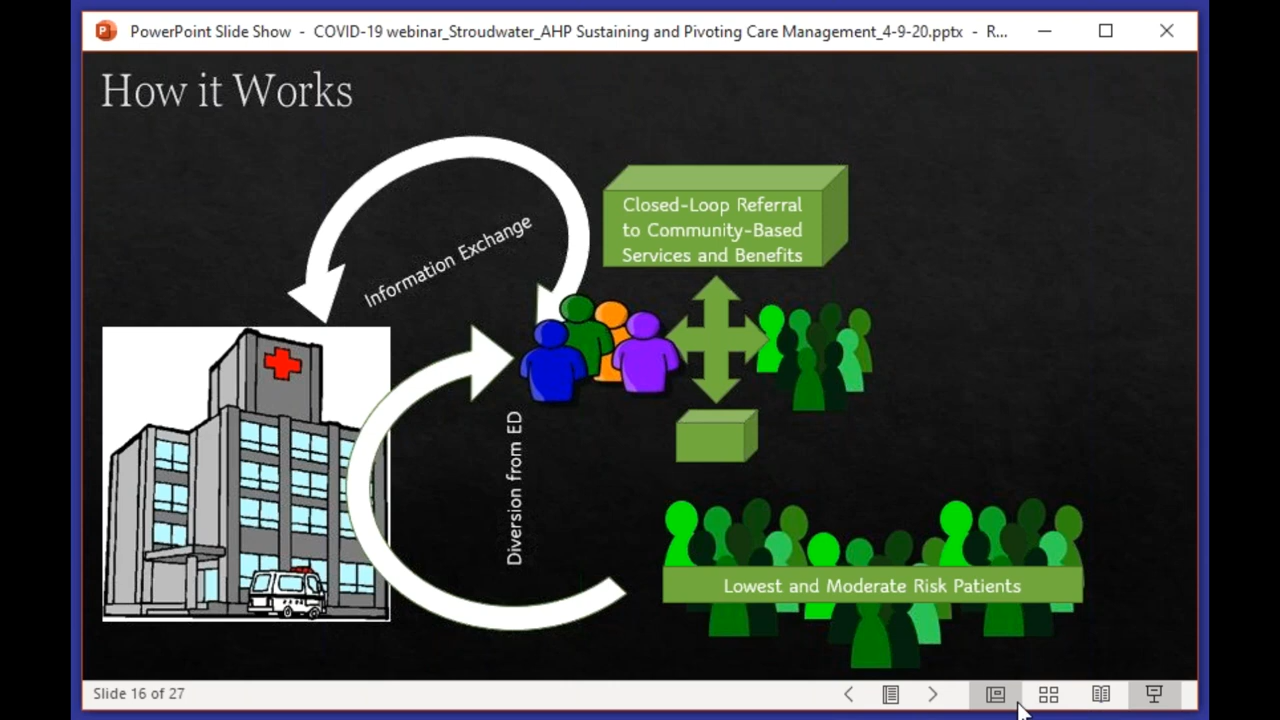 PowerPoint Slide Show - COVID-19 webinar_Stroudwater_AHP Sustaining and Pivoting Care Management_4-9-20.pptx - R...
How it Works
Information Exchange
Closed-Loop Referral
to Community-Based
Services and Benefits
Diversion from ED
Lowest and Moderate Risk Patients
Slide 16 of 27